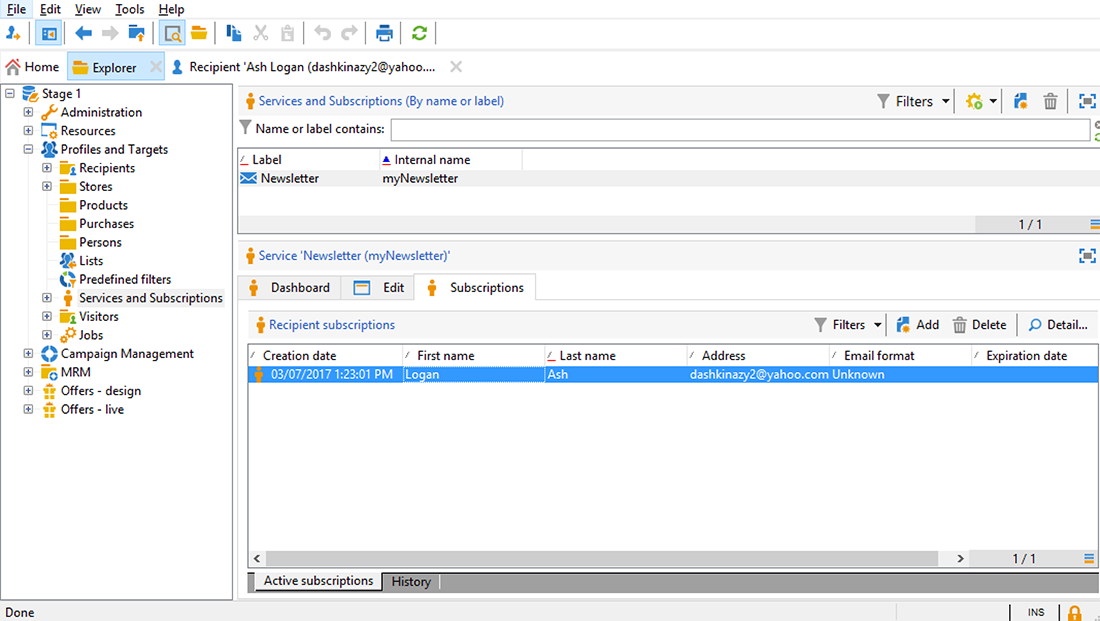 File Edit View Tools Help
Home Explorer Recipient 'Ash Logan (dashkinazy2@yahoo....
Stage 1
Administration
Resources
Profiles and Targets
Recipients
Stores
Products
Purchases
Persons
Lists
Predefined filters
Services and Subscriptions
Visitors
Jobs
Campaign Management
MRM
Offers - design
Offers - live
Services and Subscriptions (By name or label) Filters
Name or label contains:
Label Internal name
Newsletter myNewsletter
1 / 1
Service 'Newsletter (myNewsletter)'
Dashboard Edit Subscriptions
Recipient subscriptions Filters Add Delete Detail...
Creation date First name Last name Address Email format Expiration date
03/07/2017 1:23:01 PM Logan Ash dashkinazy2@yahoo.com Unknown
1 / 1
Active subscriptions History
Done INS